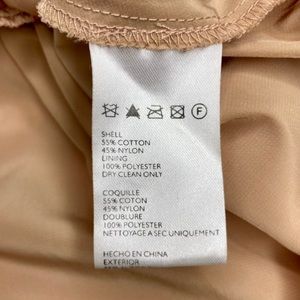 F
SHELL
55% COTTON
45% NYLON
LINING
100% POLYESTER
DRY CLEAN ONLY
COQUILLE
55% COTON
45% NYLON
DOUBLURE
100% POLYESTER
NETTOYAGE A SEC UNIQUEMENT
HECHO EN CHINA
EXTERIOR